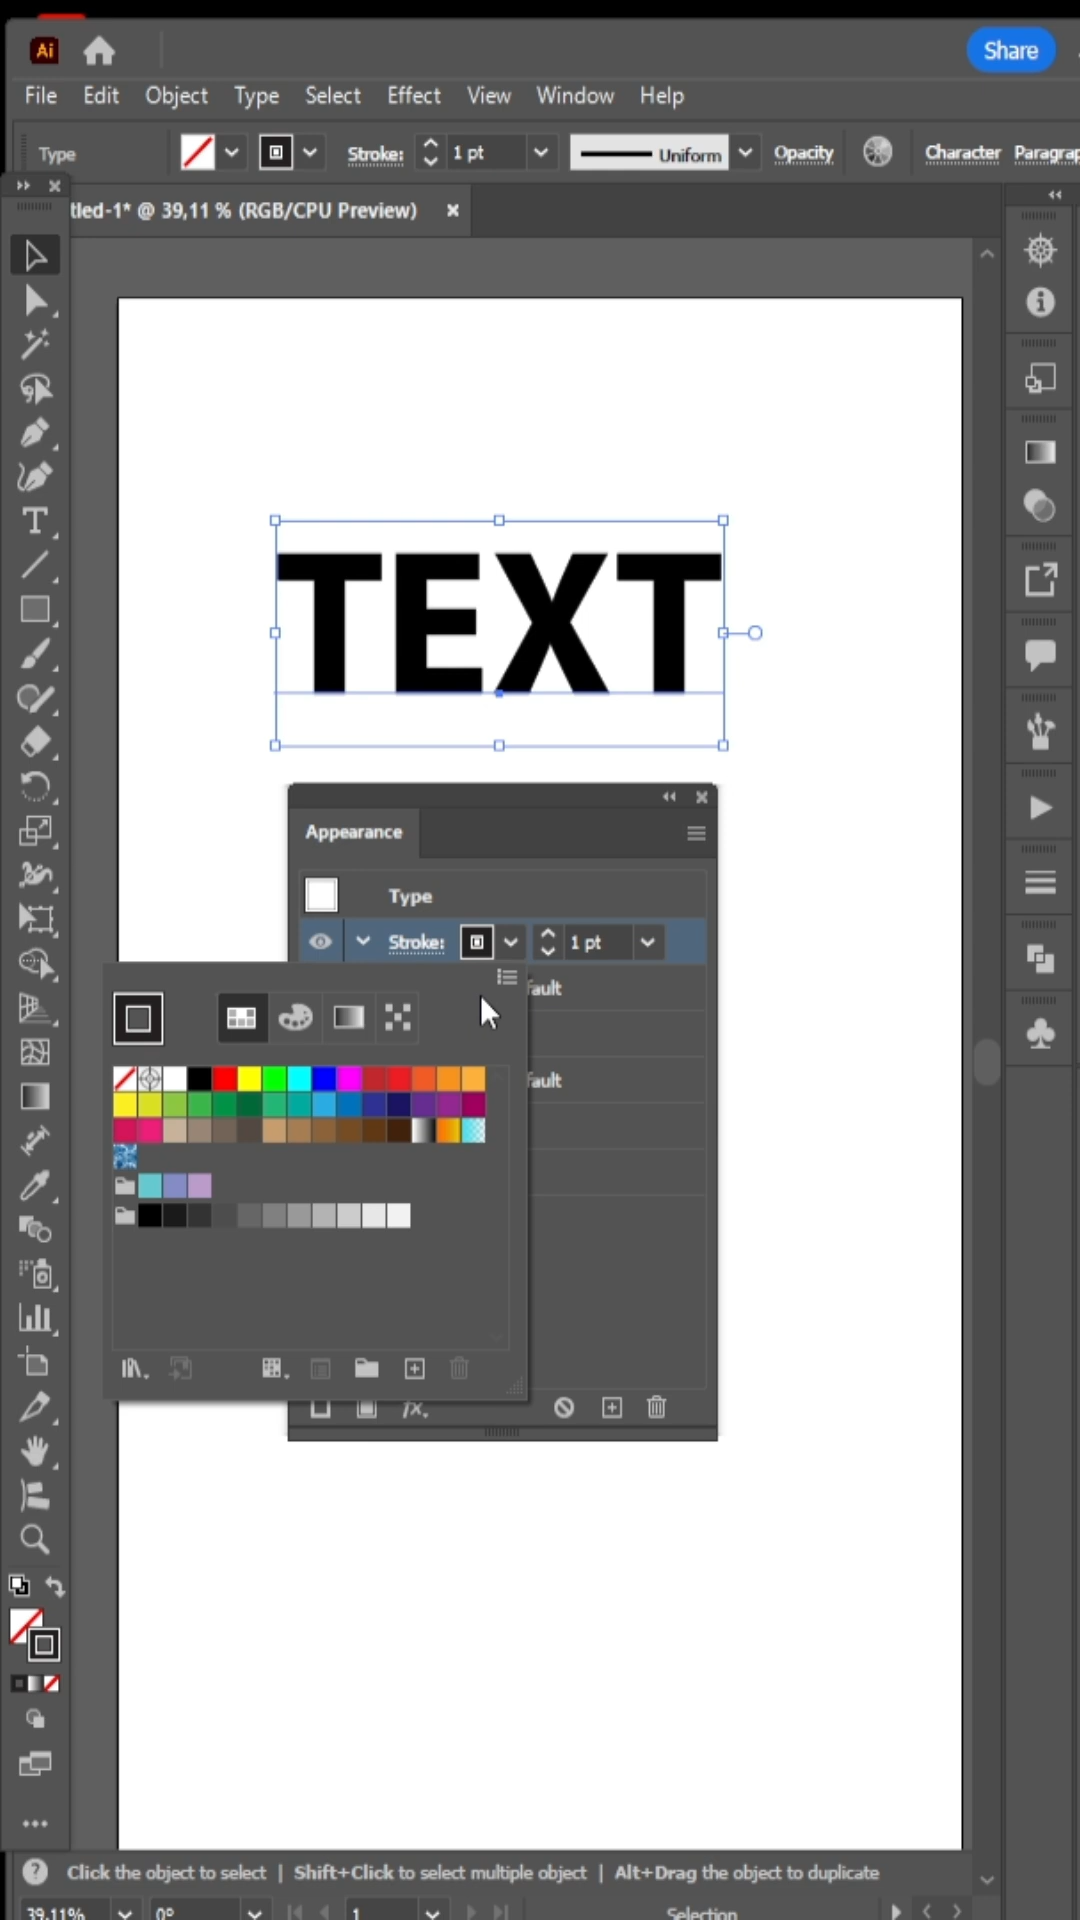 Ai
Share
File Edit Object Type Select Effect View Window Help
Type Stroke: 1 pt Uniform Opacity Character Paragrap
tled-1* @ 39,11 % (RGB/CPU Preview)
TEXT
Appearance
Type
Stroke: 1 pt
fault
fault
fx
Click the object to select | Shift+Click to select multiple object | Alt+Drag the object to duplicate
39,11% 0° 1 Selection